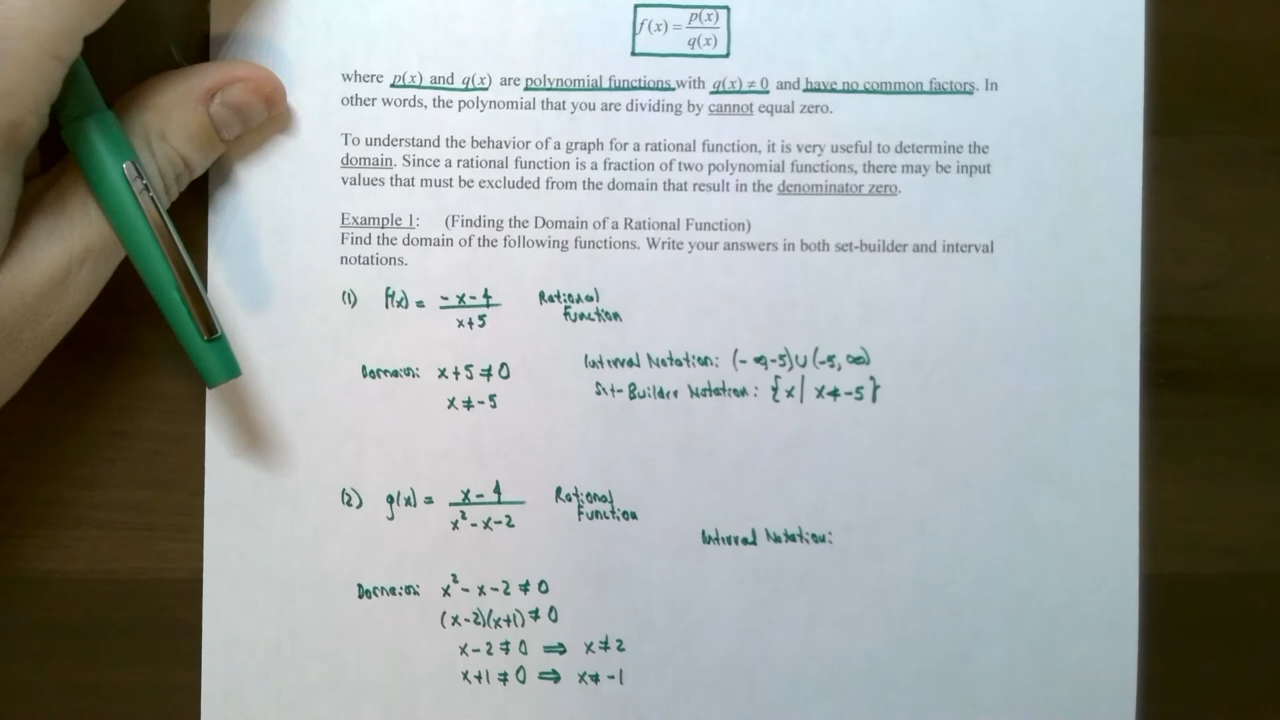 f(x) = p(x)/q(x)
where p(x) and q(x) are polynomial functions with q(x) ≠ 0 and have no common factors. In
other words, the polynomial that you are dividing by cannot equal zero.
To understand the behavior of a graph for a rational function, it is very useful to determine the
domain. Since a rational function is a fraction of two polynomial functions, there may be input
values that must be excluded from the domain that result in the denominator zero.
Example 1: (Finding the Domain of a Rational Function)
Find the domain of the following functions. Write your answers in both set-builder and interval
notations.
(1) f(x) = (-x-4)/(x+5) Rational
Function
Domain: x+5 ≠ 0 Interval Notation: (-∞,-5)∪(-5,∞)
x ≠ -5 Set-Builder Notation: {x | x ≠ -5}
(2) g(x) = (x-4)/(x²-x-2) Rational
Function
Interval Notation:
Domain: x²-x-2 ≠ 0
(x-2)(x+1) ≠ 0
x-2 ≠ 0 ⟹ x ≠ 2
x+1 ≠ 0 ⟹ x ≠ -1